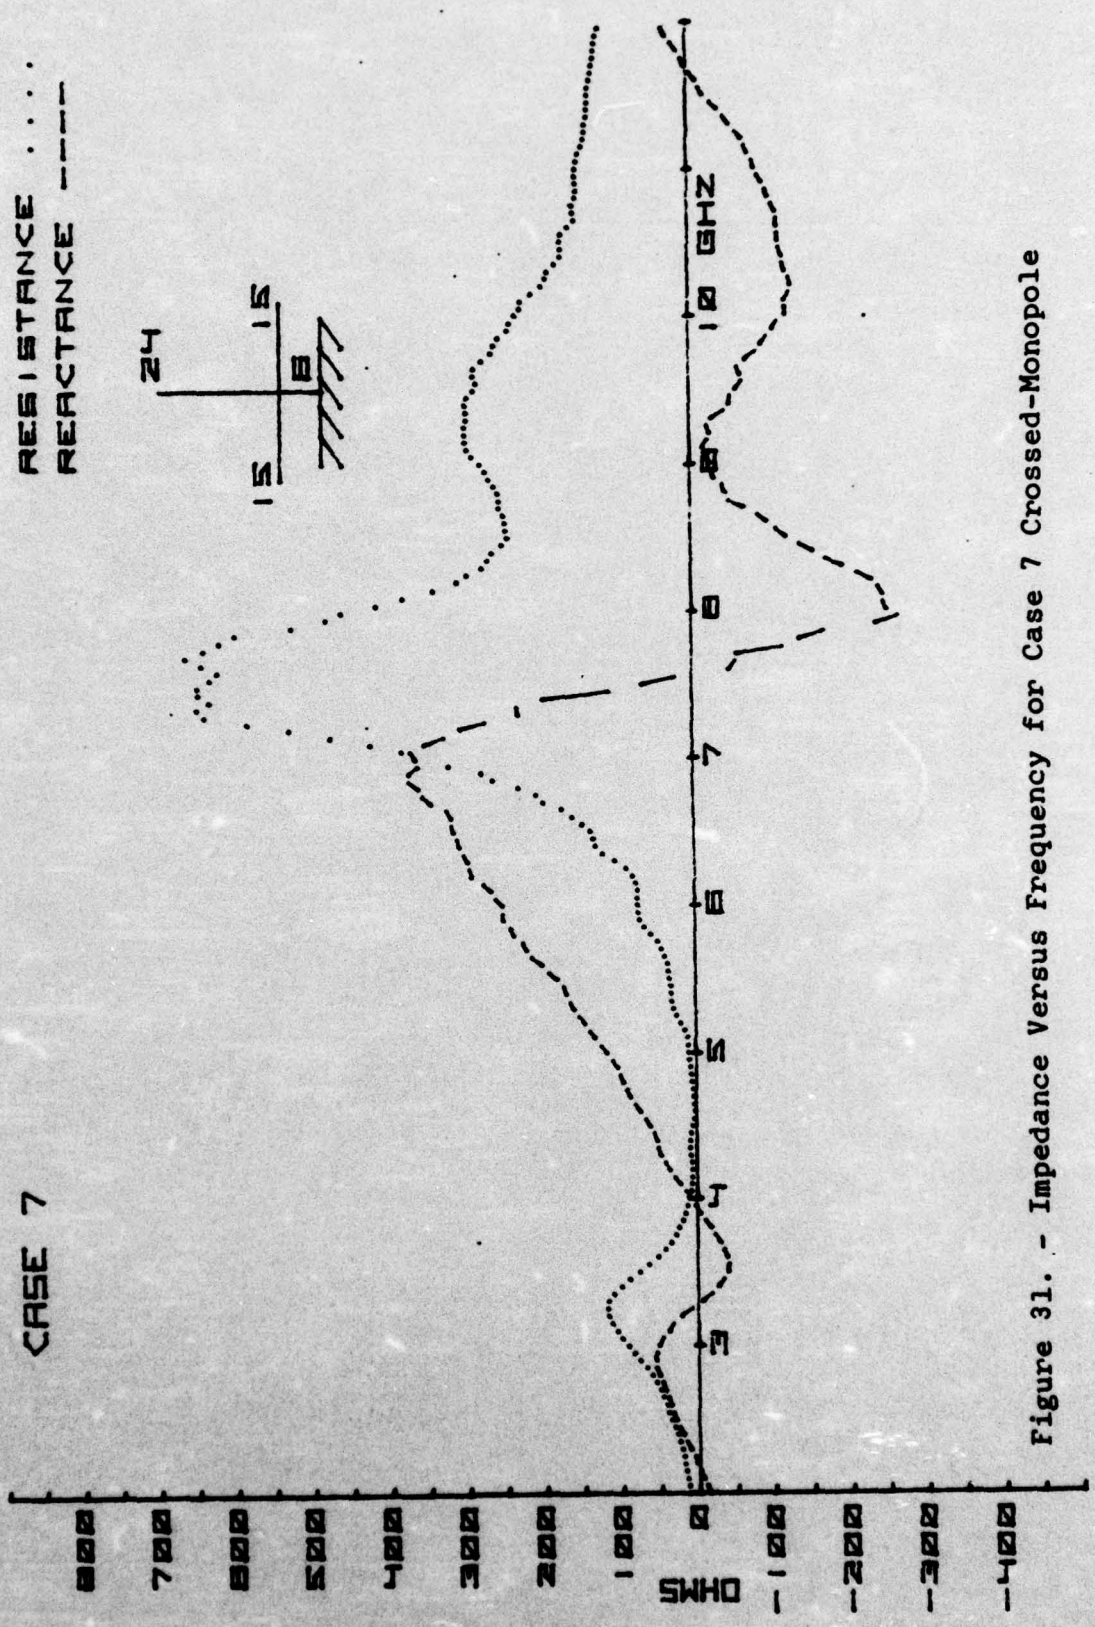 CASE 7
RESISTANCE ....
REACTANCE ----
24
15 15
800
700
600
500
400
300
200
100
0
-100
-200
-300
-400
OHMS
3 4 5 6 7 8 9 10 GHZ
Figure 31. - Impedance Versus Frequency for Case 7 Crossed-Monopole